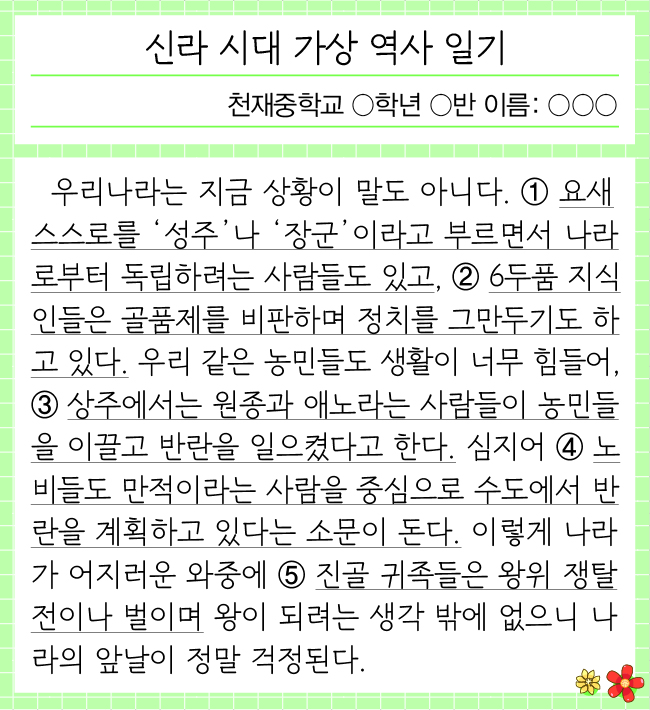 신라 시대 가상 역사 일기
천재중학교 ○학년 ○반 이름: ○○○
우리나라는 지금 상황이 말도 아니다. ① 요새
스스로를 ‘성주’나 ‘장군’이라고 부르면서 나라
로부터 독립하려는 사람들도 있고, ② 6두품 지식
인들은 골품제를 비판하며 정치를 그만두기도 하
고 있다. 우리 같은 농민들도 생활이 너무 힘들어,
③ 상주에서는 원종과 애노라는 사람들이 농민들
을 이끌고 반란을 일으켰다고 한다. 심지어 ④ 노
비들도 만적이라는 사람을 중심으로 수도에서 반
란을 계획하고 있다는 소문이 돈다. 이렇게 나라
가 어지러운 와중에 ⑤ 진골 귀족들은 왕위 쟁탈
전이나 벌이며 왕이 되려는 생각 밖에 없으니 나
라의 앞날이 정말 걱정된다.